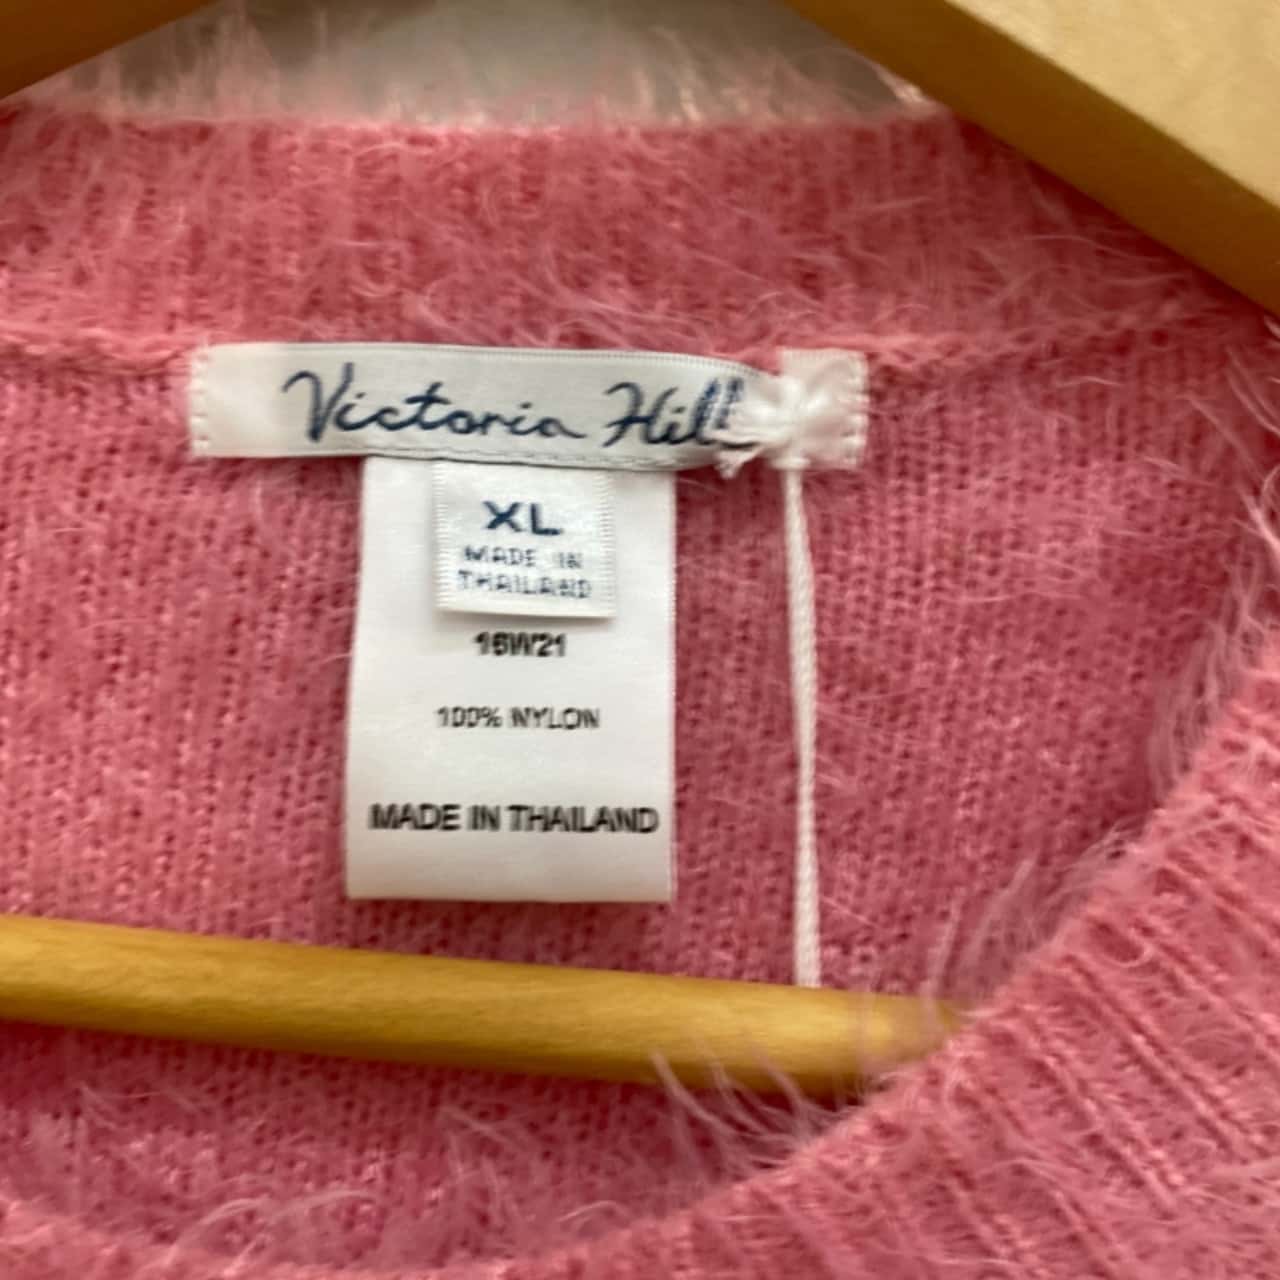 Victoria Hill
XL
MADE IN
THAILAND
16W21
100% NYLON
MADE IN THAILAND